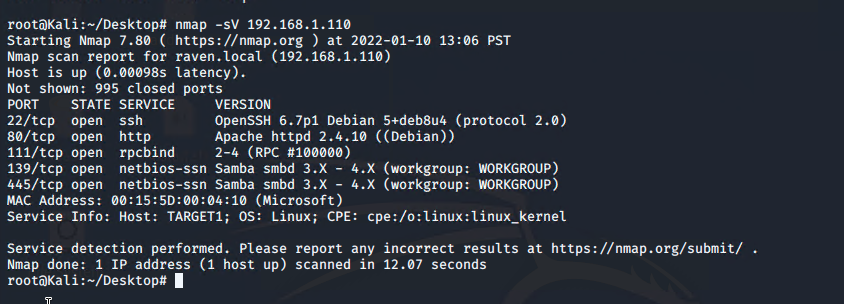 root@Kali:~/Desktop# nmap -sV 192.168.1.110
Starting Nmap 7.80 ( https://nmap.org ) at 2022-01-10 13:06 PST
Nmap scan report for raven.local (192.168.1.110)
Host is up (0.00098s latency).
Not shown: 995 closed ports
PORT    STATE SERVICE     VERSION
22/tcp  open  ssh         OpenSSH 6.7p1 Debian 5+deb8u4 (protocol 2.0)
80/tcp  open  http        Apache httpd 2.4.10 ((Debian))
111/tcp open  rpcbind     2-4 (RPC #100000)
139/tcp open  netbios-ssn Samba smbd 3.X - 4.X (workgroup: WORKGROUP)
445/tcp open  netbios-ssn Samba smbd 3.X - 4.X (workgroup: WORKGROUP)
MAC Address: 00:15:5D:00:04:10 (Microsoft)
Service Info: Host: TARGET1; OS: Linux; CPE: cpe:/o:linux:linux_kernel

Service detection performed. Please report any incorrect results at https://nmap.org/submit/ .
Nmap done: 1 IP address (1 host up) scanned in 12.07 seconds
root@Kali:~/Desktop#